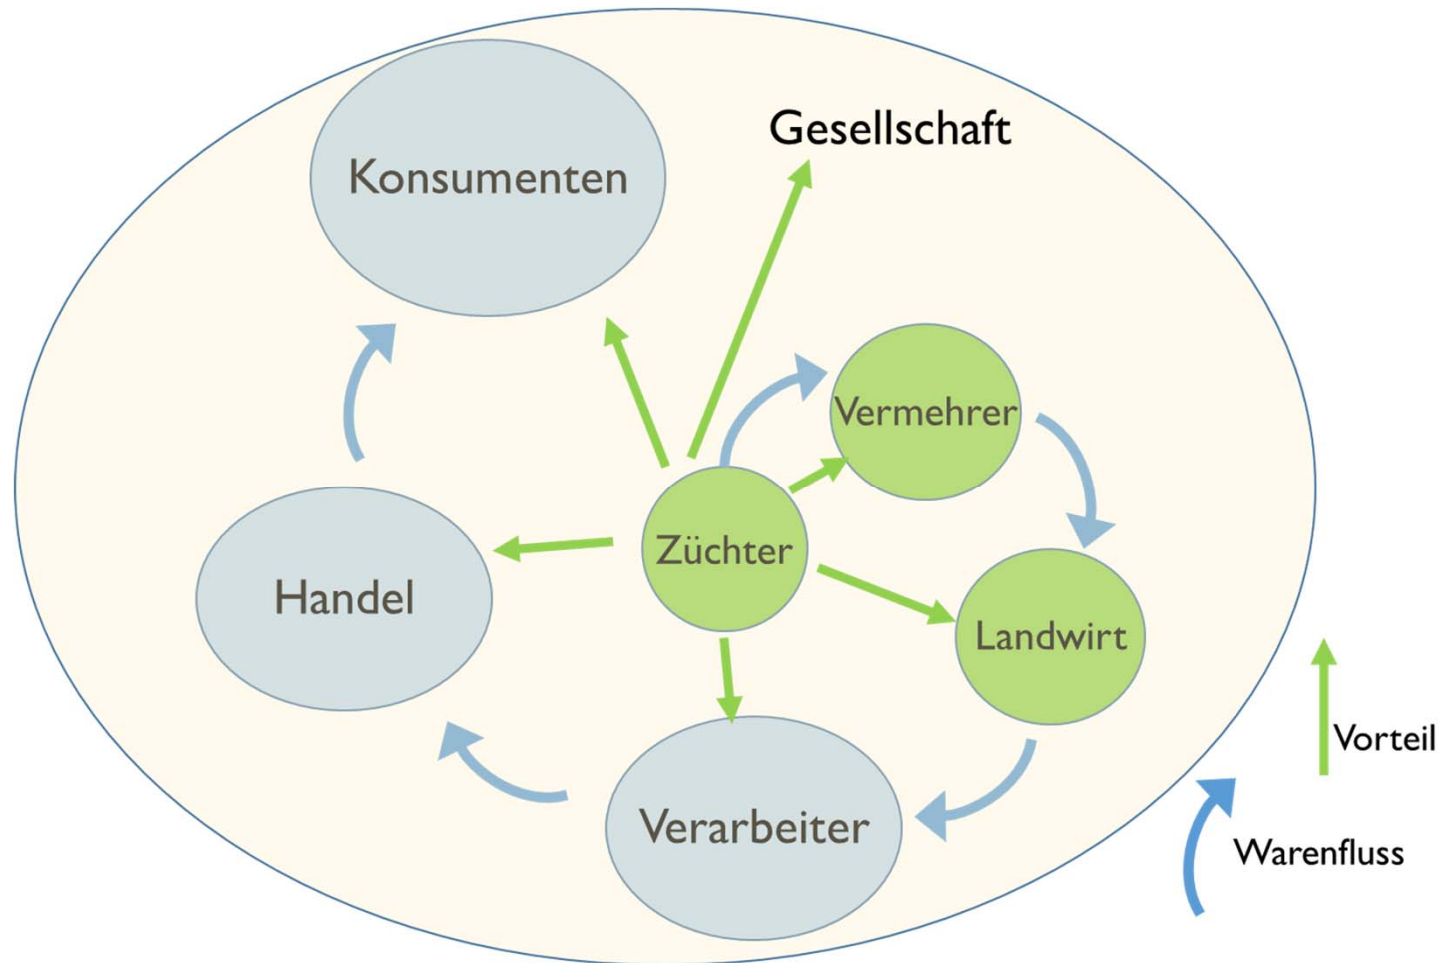 Konsumenten
Gesellschaft
Vermehrer
Züchter
Handel
Landwirt
Vorteil
Verarbeiter
Warenfluss